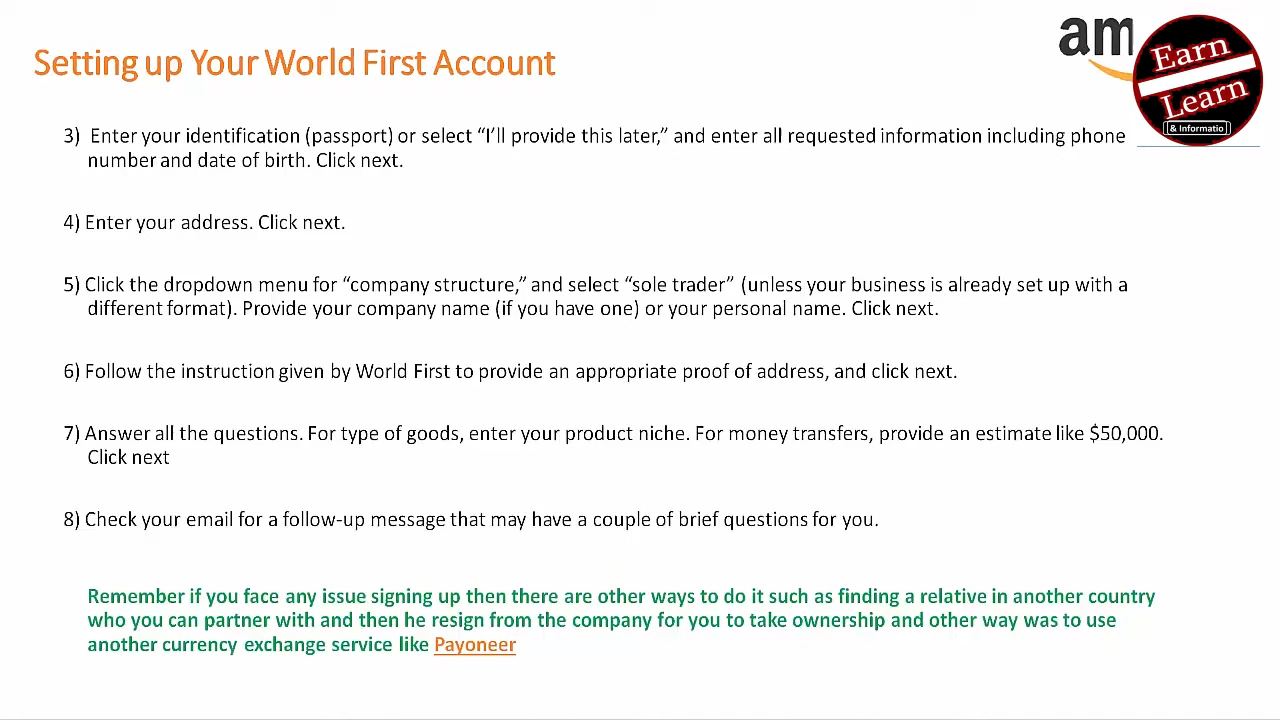 Setting up Your World First Account
am
Earn
Learn
& Informatio
3) Enter your identification (passport) or select “I’ll provide this later,” and enter all requested information including phone
number and date of birth. Click next.
4) Enter your address. Click next.
5) Click the dropdown menu for “company structure,” and select “sole trader” (unless your business is already set up with a
different format). Provide your company name (if you have one) or your personal name. Click next.
6) Follow the instruction given by World First to provide an appropriate proof of address, and click next.
7) Answer all the questions. For type of goods, enter your product niche. For money transfers, provide an estimate like $50,000.
Click next
8) Check your email for a follow-up message that may have a couple of brief questions for you.
Remember if you face any issue signing up then there are other ways to do it such as finding a relative in another country
who you can partner with and then he resign from the company for you to take ownership and other way was to use
another currency exchange service like Payoneer